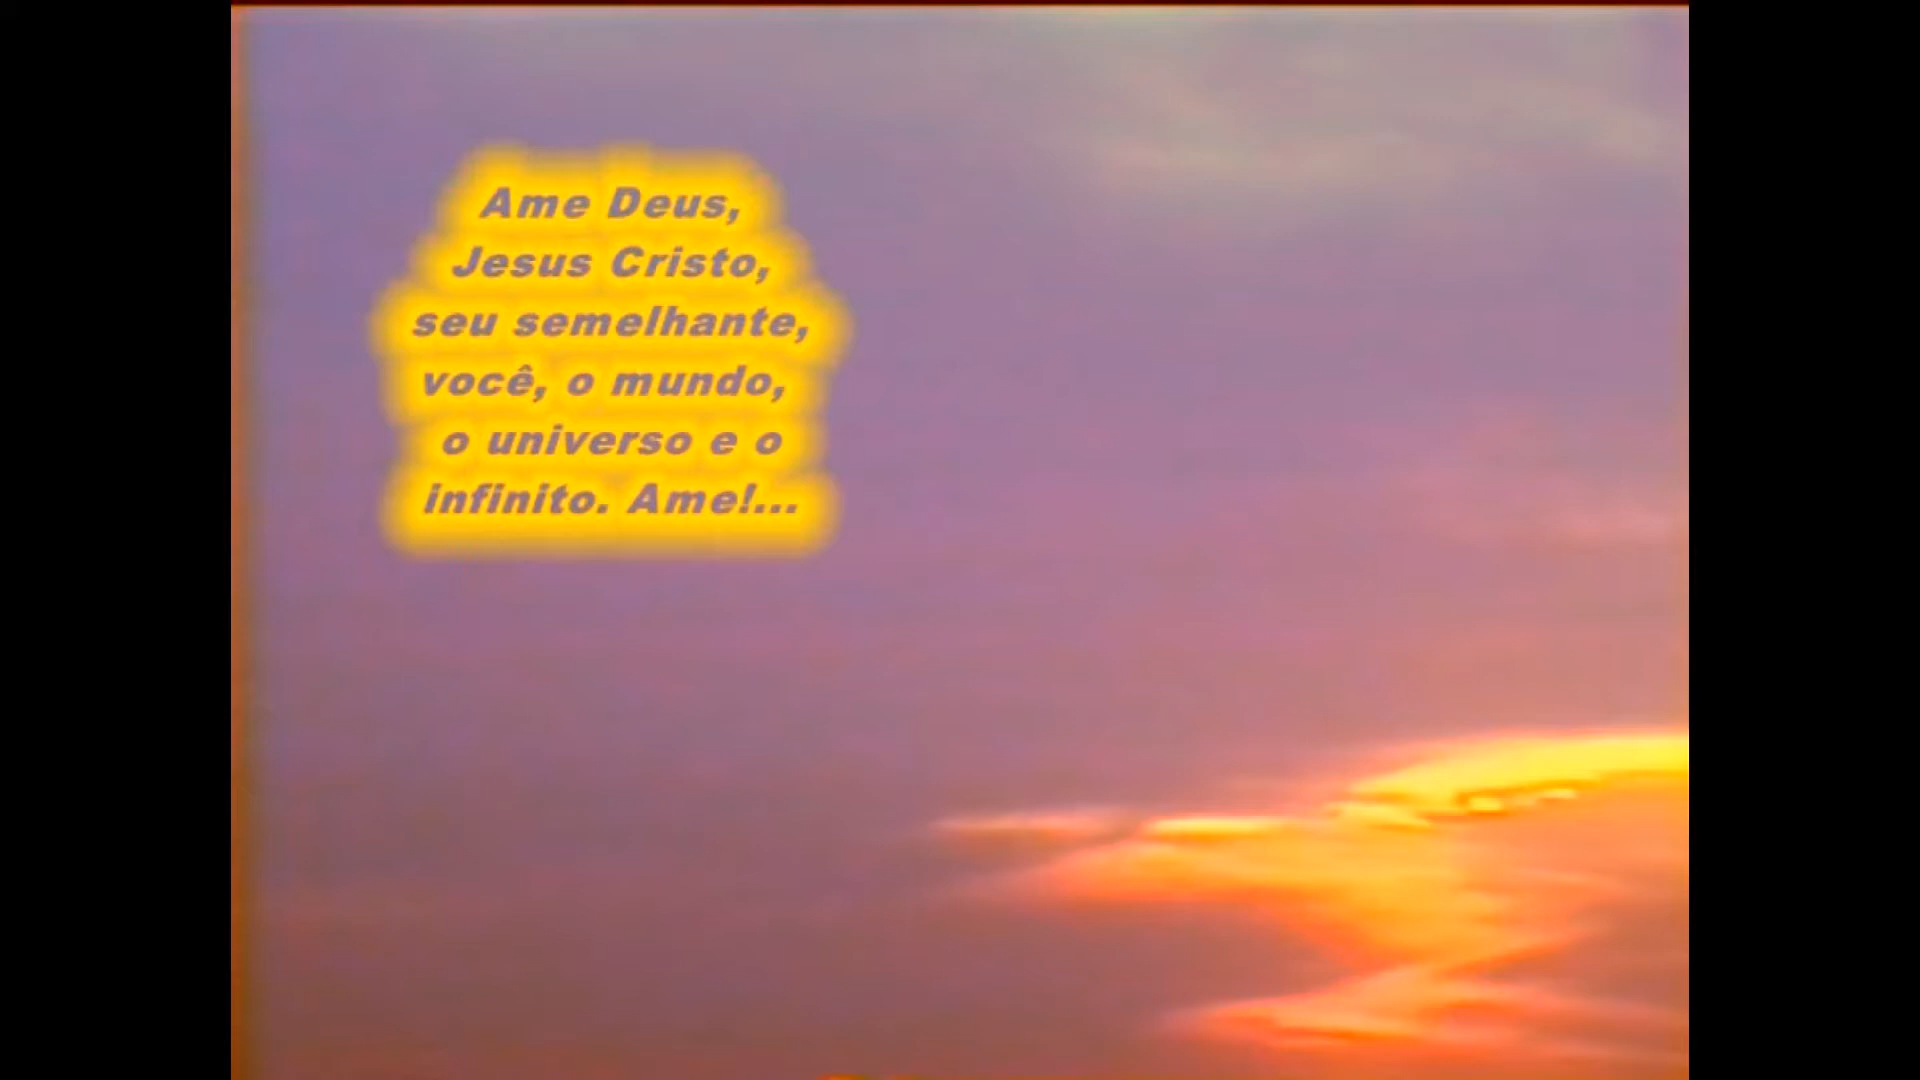 Ame Deus,
Jesus Cristo,
seu semelhante,
você, o mundo,
o universo e o
infinito. Ame!...